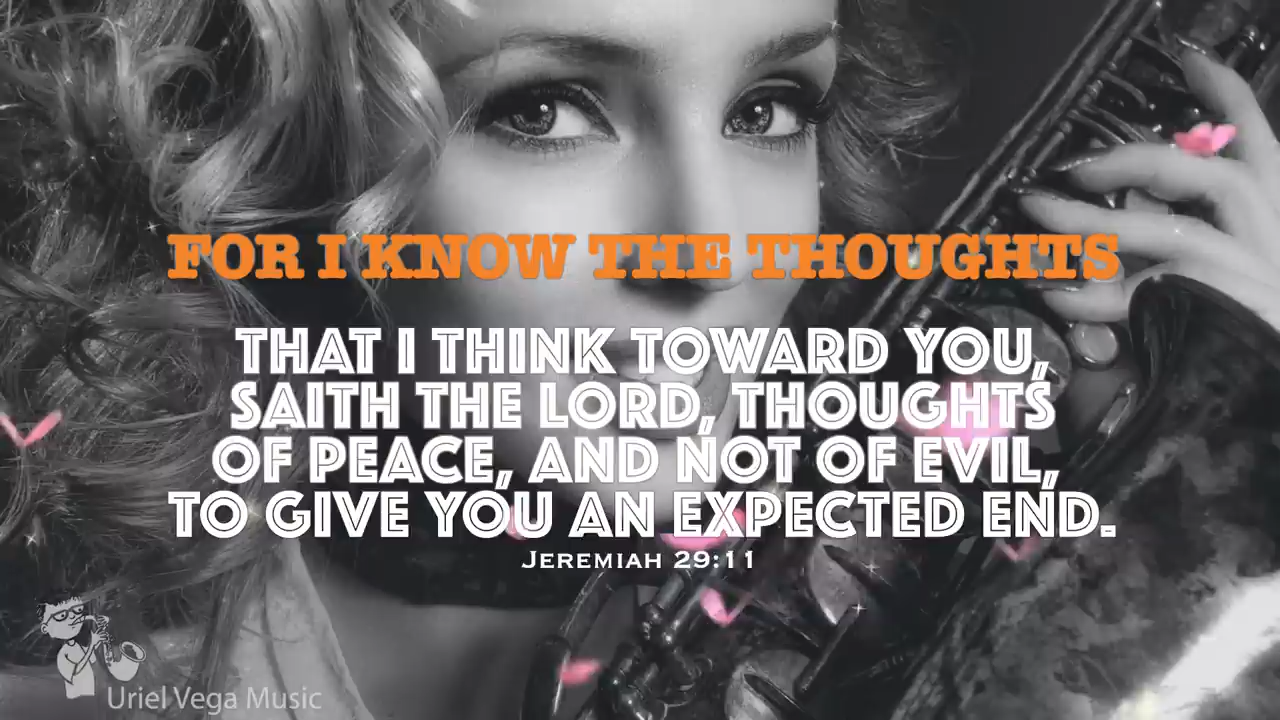 FOR I KNOW THE THOUGHTS
THAT I THINK TOWARD YOU,
SAITH THE LORD, THOUGHTS
OF PEACE, AND NOT OF EVIL,
TO GIVE YOU AN EXPECTED END.
JEREMIAH 29:11
Uriel Vega Music